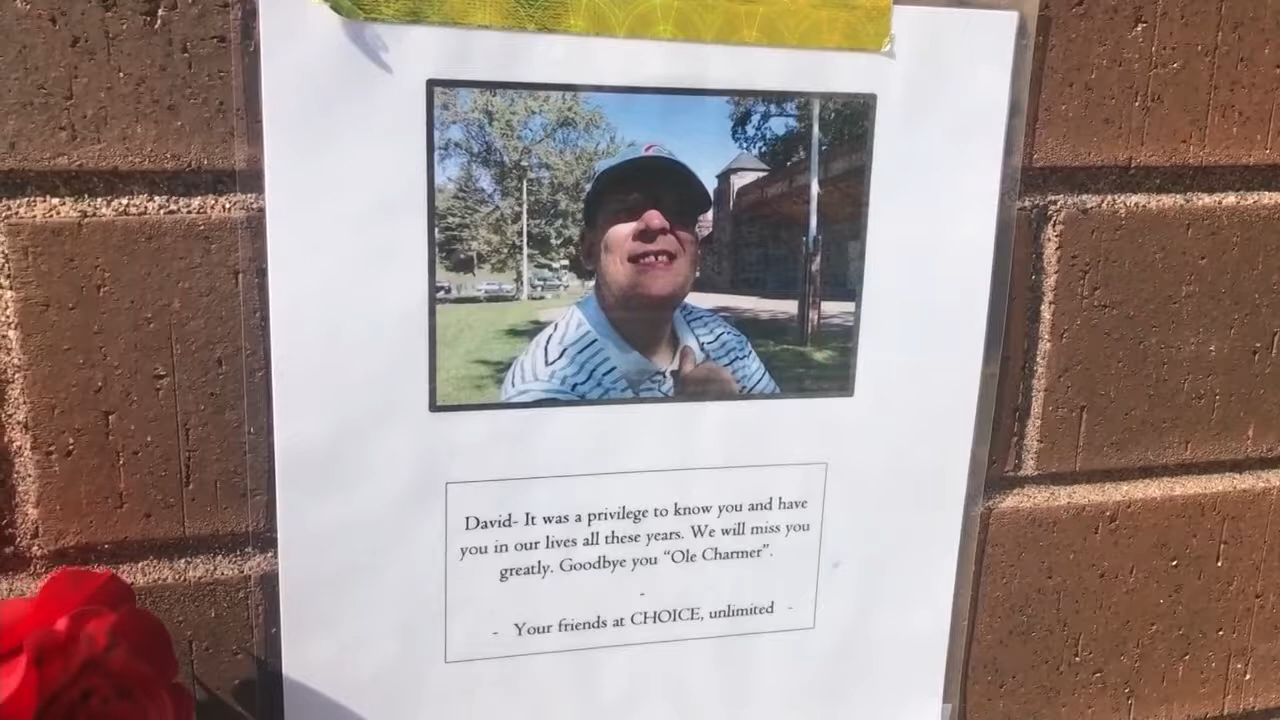 David- It was a privilege to know you and have
you in our lives all these years. We will miss you
greatly. Goodbye you “Ole Charmer”.
-
- Your friends at CHOICE, unlimited -